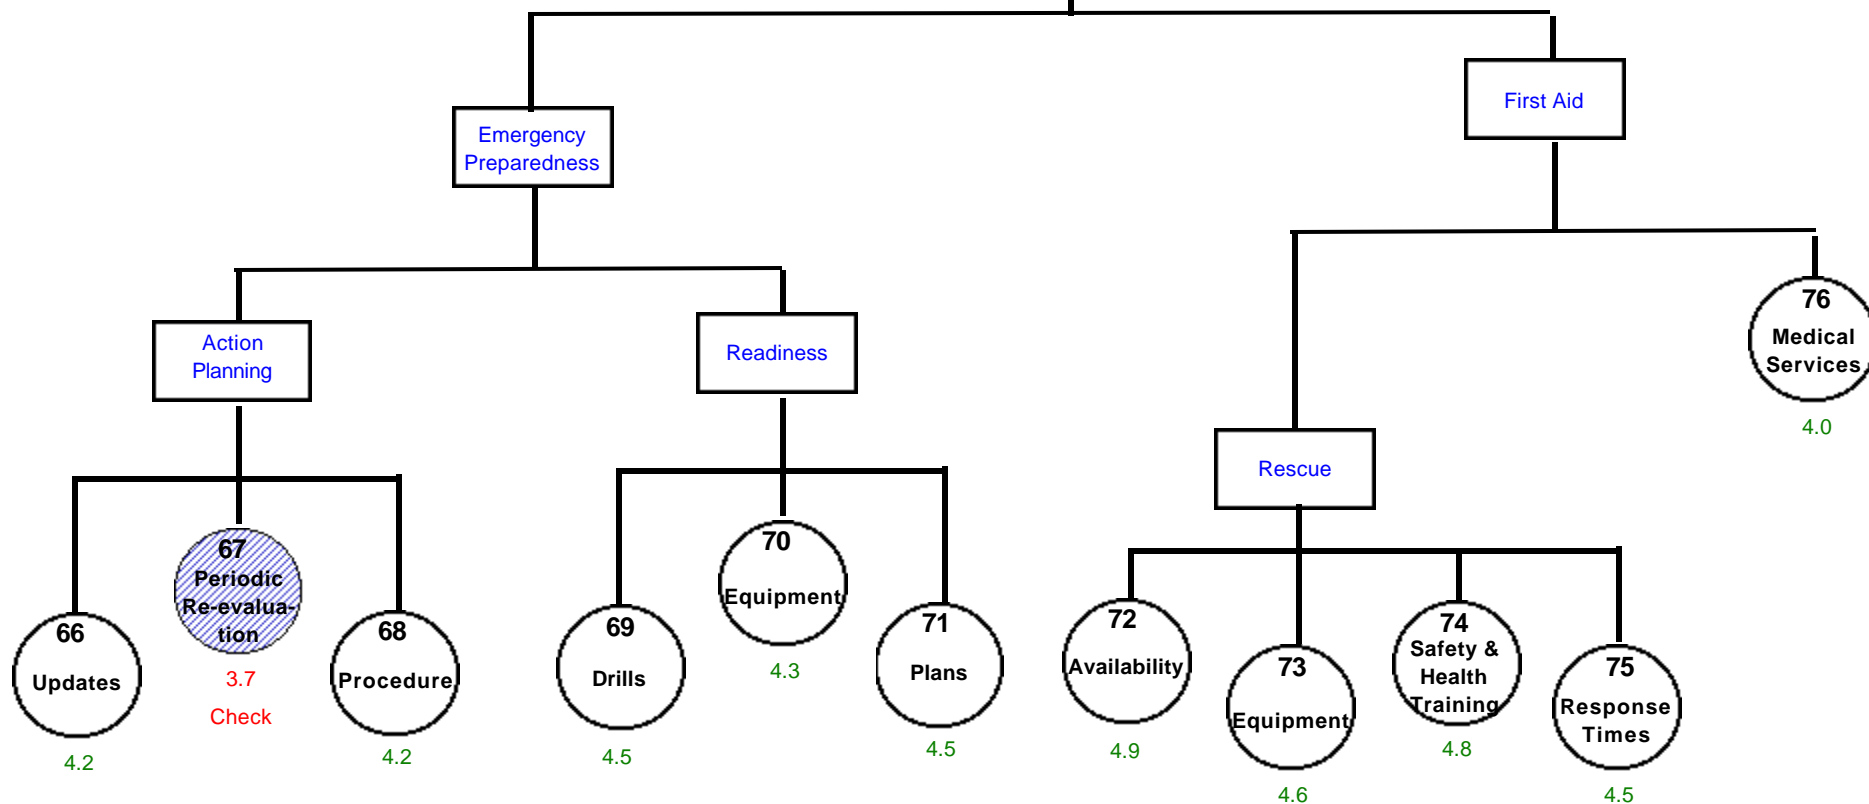 First Aid
Emergency
Preparedness
Action
Planning
Readiness
76
Medical
Services
4.0
Rescue
66
Updates
4.2
67
Periodic
Re-evalua-
tion
3.7
Check
68
Procedure
4.2
69
Drills
4.5
70
Equipment
4.3
71
Plans
4.5
72
Availability
4.9
73
Equipment
4.6
74
Safety &
Health
Training
4.8
75
Response
Times
4.5